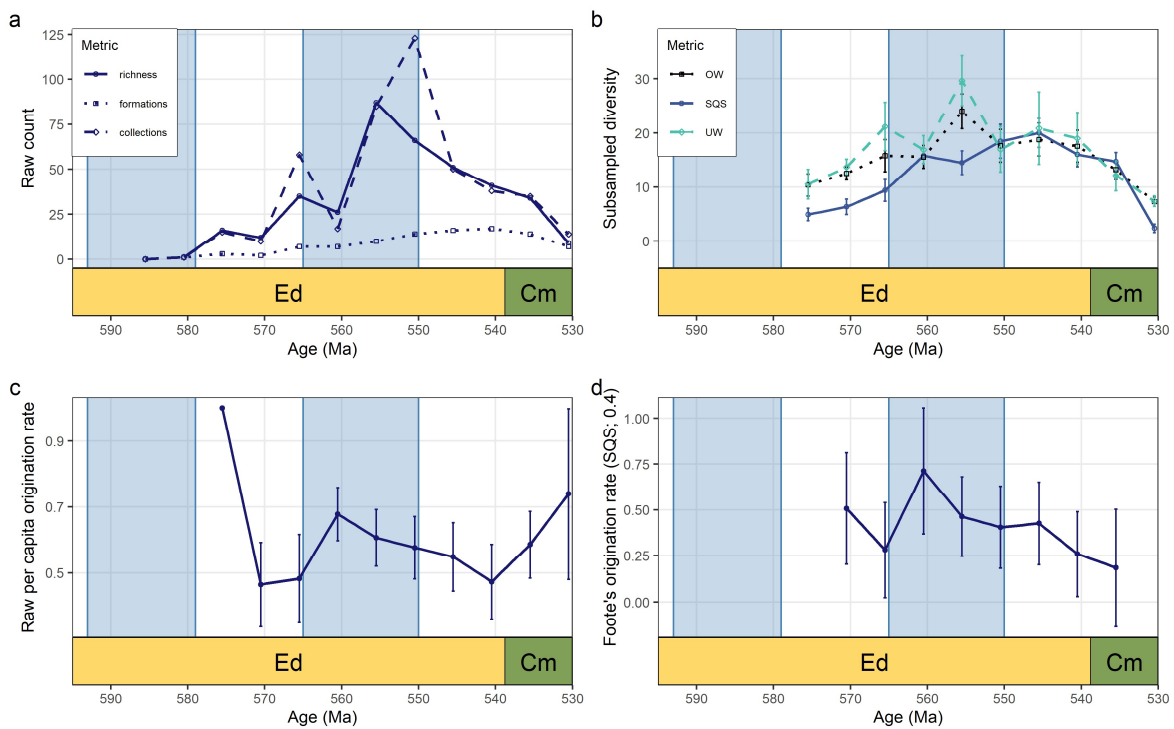 a
Raw count
125
100
75
50
25
0
Metric
richness
formations
collections
Ed
Cm
590
580
570
560
550
540
530
Age (Ma)
b
Subsampled diversity
30
20
10
0
Metric
OW
SQS
UW
Ed
Cm
590
580
570
560
550
540
530
Age (Ma)
c
Raw per capita origination rate
0.9
0.7
0.5
Ed
Cm
590
580
570
560
550
540
530
Age (Ma)
d
Foote's origination rate (SQS; 0.4)
1.00
0.75
0.50
0.25
0.00
Ed
Cm
590
580
570
560
550
540
530
Age (Ma)